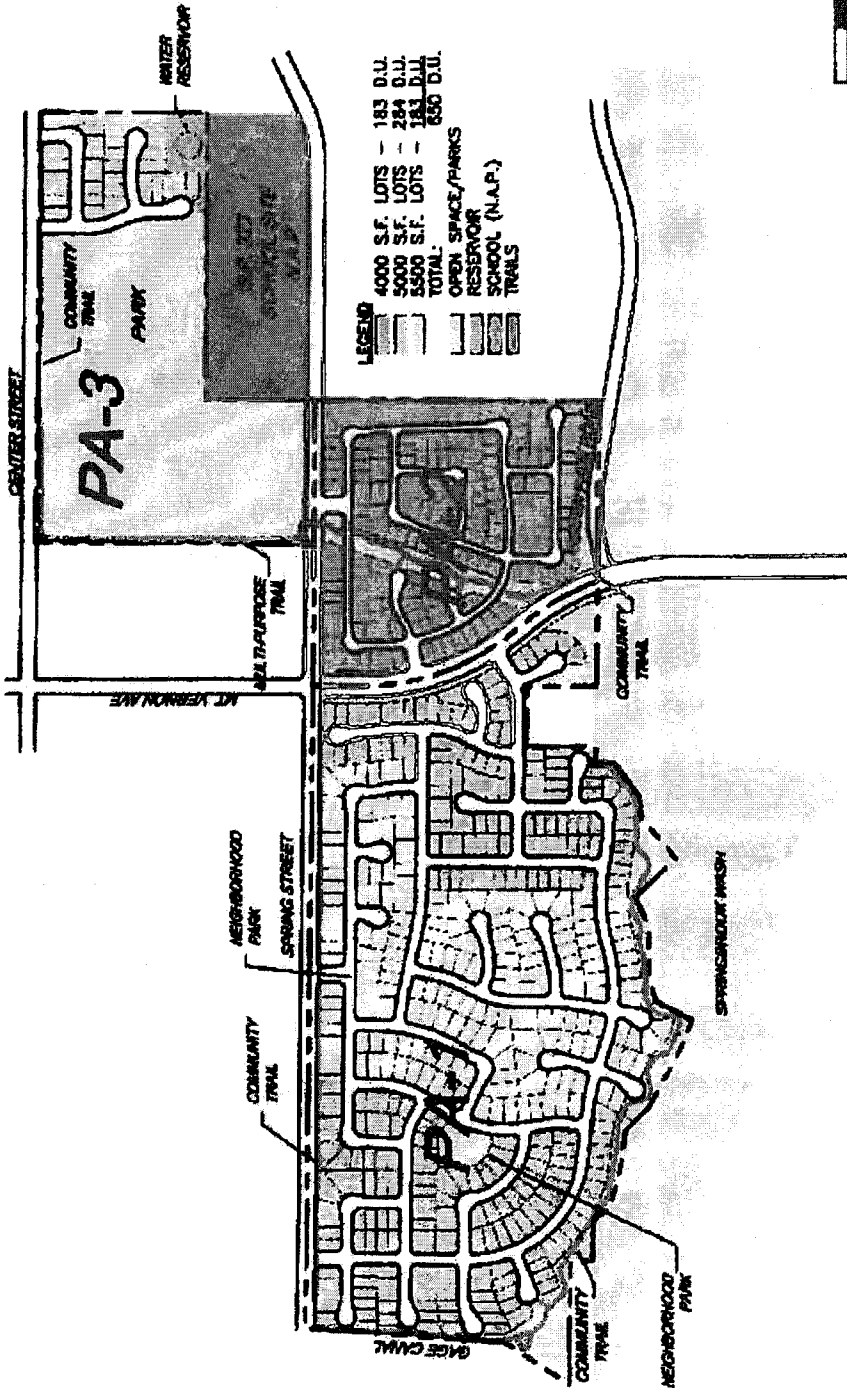 CENTER STREET
COMMUNITY
TRAIL
WATER
RESERVOIR
PA-3
PARK
MULTI-PURPOSE
TRAIL
MT. VERNON AVE
SCHOOL SITE
N.A.P.
LEGEND
4000 S.F. LOTS - 183 D.U.
5000 S.F. LOTS - 284 D.U.
5500 S.F. LOTS - 183 D.U.
TOTAL: 650 D.U.
OPEN SPACE/PARKS
RESERVOIR
SCHOOL (N.A.P.)
TRAILS
NEIGHBORHOOD
PARK
SPRING STREET
COMMUNITY
TRAIL
COMMUNITY
TRAIL
GAGE CANAL
SPRINGBROOK WASH
COMMUNITY
TRAIL
NEIGHBORHOOD
PARK